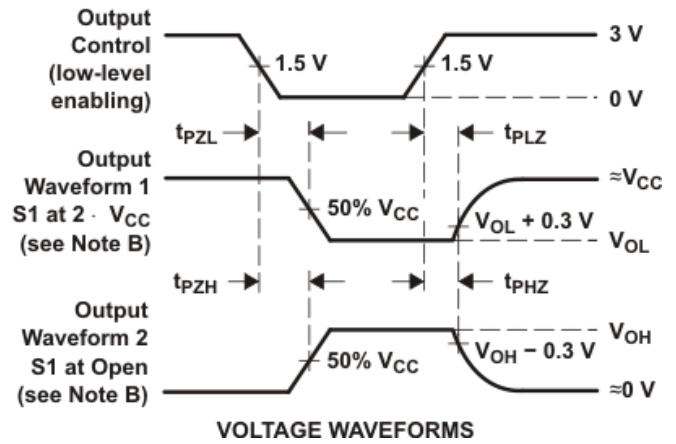 Output
Control
(low-level
enabling)
1.5 V
1.5 V
3 V
0 V
tPZL
tPLZ
Output
Waveform 1
S1 at 2 · VCC
(see Note B)
50% VCC
VOL + 0.3 V
≈VCC
VOL
tPZH
tPHZ
Output
Waveform 2
S1 at Open
(see Note B)
50% VCC
VOH − 0.3 V
VOH
≈0 V
VOLTAGE WAVEFORMS